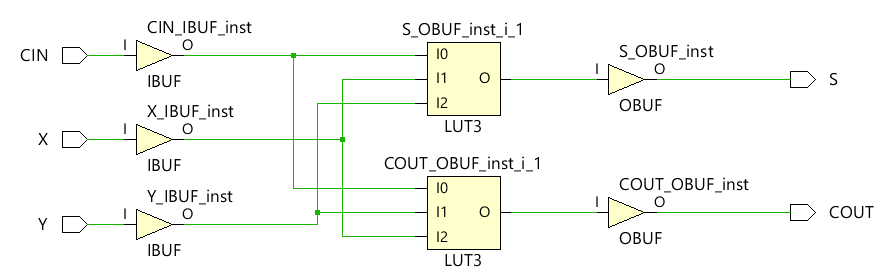 CIN_IBUF_inst
CIN
I
O
IBUF
S_OBUF_inst_i_1
I0
I1
I2
O
LUT3
S_OBUF_inst
I
O
OBUF
S
X_IBUF_inst
X
I
O
IBUF
COUT_OBUF_inst_i_1
I0
I1
I2
O
LUT3
COUT_OBUF_inst
I
O
OBUF
COUT
Y_IBUF_inst
Y
I
O
IBUF